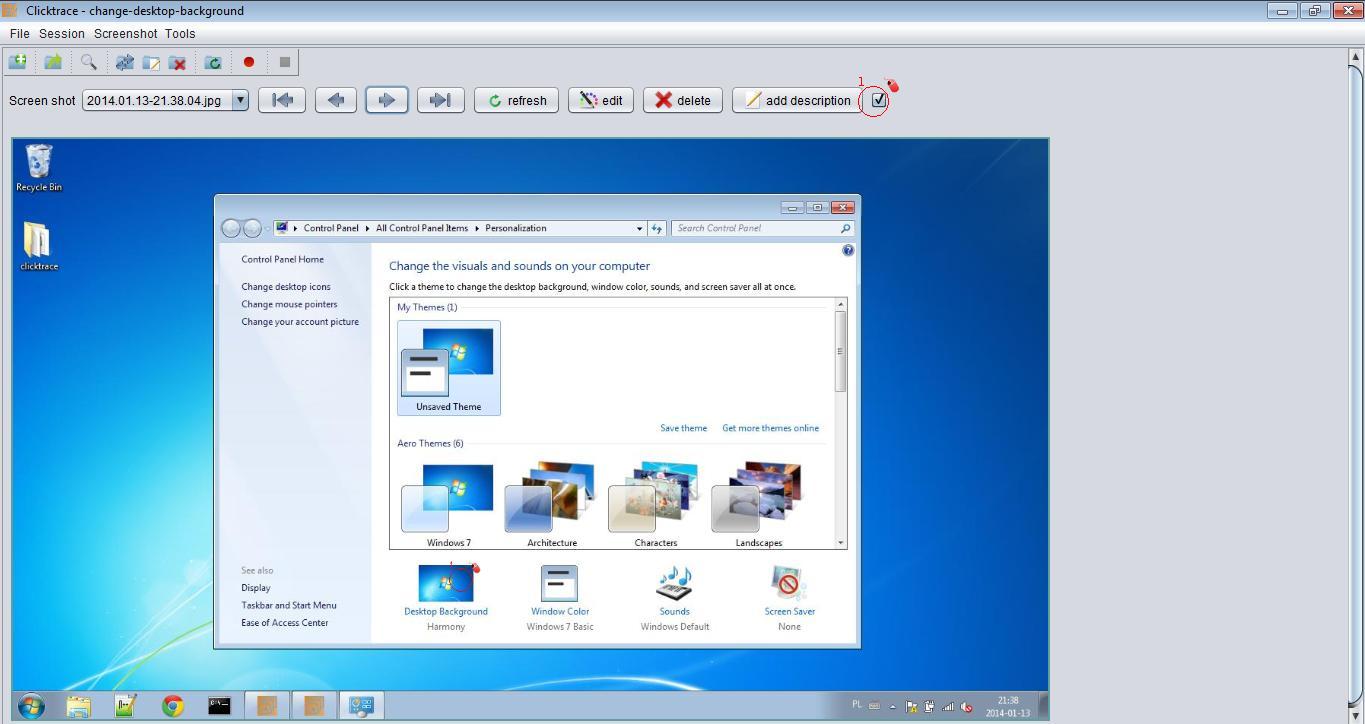 Clicktrace - change-desktop-background
File Session Screenshot Tools
Screen shot 2014.01.13-21.38.04.jpg refresh edit delete add description 1
Recycle Bin
clicktrace
Control Panel All Control Panel Items Personalization Search Control Panel
Control Panel Home
Change desktop icons
Change mouse pointers
Change your account picture
Change the visuals and sounds on your computer
Click a theme to change the desktop background, window color, sounds, and screen saver all at once.
My Themes (1)
Unsaved Theme
Save theme Get more themes online
Aero Themes (6)
Windows 7 Architecture Characters Landscapes
See also
Display
Taskbar and Start Menu
Ease of Access Center
Desktop Background Window Color Sounds Screen Saver
Harmony Windows 7 Basic Windows Default None
PL 21:38
2014-01-13